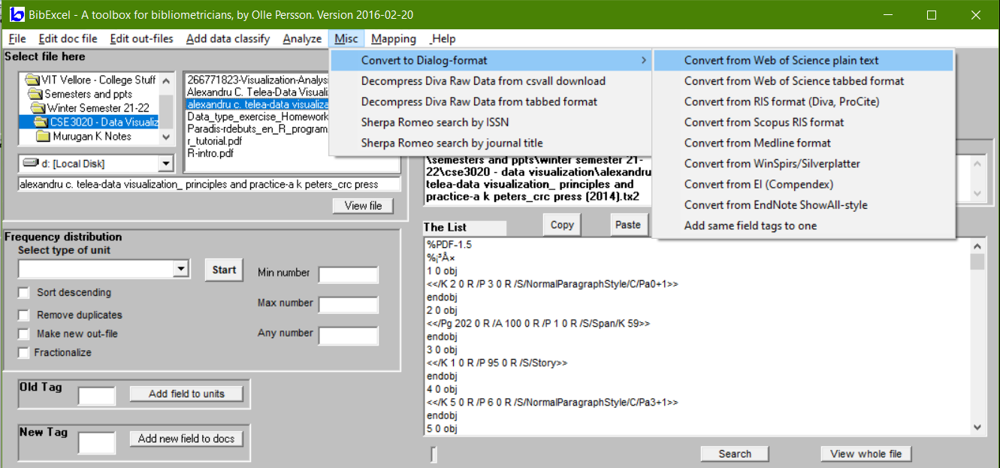 BibExcel - A toolbox for bibliometricians, by Olle Persson. Version 2016-02-20
File Edit doc file Edit out-files Add data classify Analyze Misc Mapping _Help
Select file here
VIT Vellore - College Stuff
Semesters and ppts
Winter Semester 21-22
CSE3020 - Data Visualiz
Murugan K Notes
d: [Local Disk]
266771823-Visualization-Analysi
Alexandru C. Telea-Data Visuali
alexandru c. telea-data visualiza
Data_type_exercise_Homework
Paradis-rdebuts_en_R_program.
r_tutorial.pdf
R-intro.pdf
alexandru c. telea-data visualization_ principles and practice-a k peters_crc press
View file
Convert to Dialog-format
Decompress Diva Raw Data from csvall download
Decompress Diva Raw Data from tabbed format
Sherpa Romeo search by ISSN
Sherpa Romeo search by journal title
Convert from Web of Science plain text
Convert from Web of Science tabbed format
Convert from RIS format (Diva, ProCite)
Convert from Scopus RIS format
Convert from Medline format
Convert from WinSpirs/Silverplatter
Convert from EI (Compendex)
Convert from EndNote ShowAll-style
Add same field tags to one
\semesters and ppts\winter semester 21-
22\cse3020 - data visualization\alexandru
telea-data visualization_ principles and
practice-a k peters_crc press (2014).tx2
Frequency distribution
Select type of unit
Start
Sort descending
Remove duplicates
Make new out-file
Fractionalize
Min number
Max number
Any number
Old Tag
Add field to units
New Tag
Add new field to docs
The List
Copy
Paste
%PDF-1.5
%¡³Å×
1 0 obj
<</K 2 0 R /P 3 0 R /S/NormalParagraphStyle/C/Pa0+1>>
endobj
2 0 obj
<</Pg 202 0 R /A 100 0 R /P 1 0 R /S/Span/K 59>>
endobj
3 0 obj
<</K 1 0 R /P 95 0 R /S/Story>>
endobj
4 0 obj
<</K 5 0 R /P 6 0 R /S/NormalParagraphStyle/C/Pa3+1>>
endobj
5 0 obj
Search
View whole file